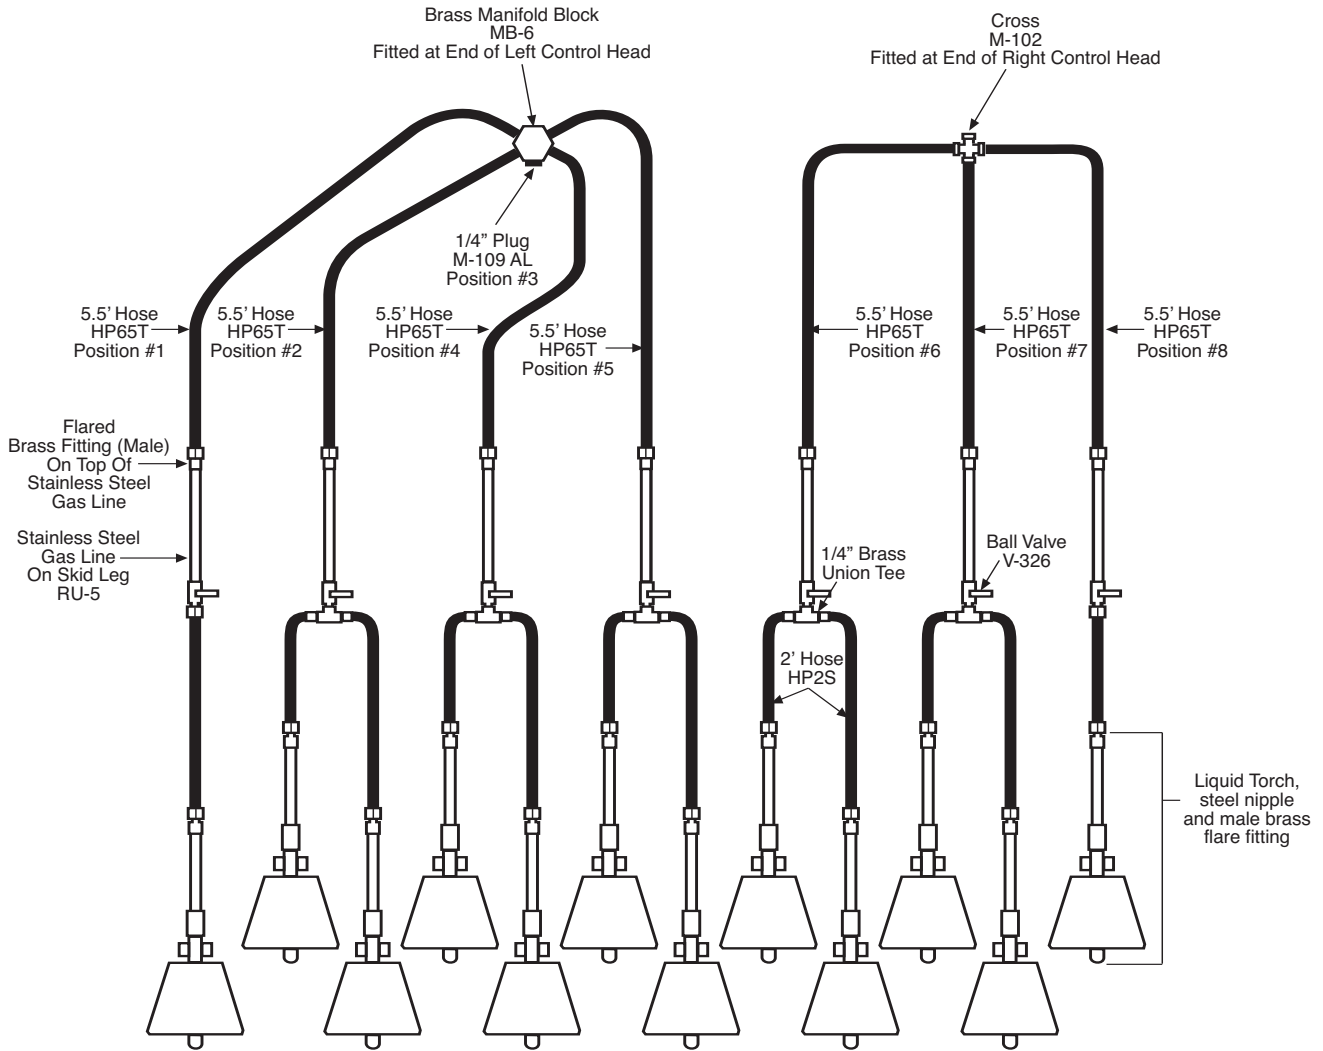 Brass Manifold Block
MB-6
Fitted at End of Left Control Head
Cross
M-102
Fitted at End of Right Control Head
1/4” Plug
M-109 AL
Position #3
5.5’ Hose
HP65T
Position #1
5.5’ Hose
HP65T
Position #2
5.5’ Hose
HP65T
Position #4
5.5’ Hose
HP65T
Position #5
5.5’ Hose
HP65T
Position #6
5.5’ Hose
HP65T
Position #7
5.5’ Hose
HP65T
Position #8
Flared
Brass Fitting (Male)
On Top Of
Stainless Steel
Gas Line
Stainless Steel
Gas Line
On Skid Leg
RU-5
1/4” Brass
Union Tee
Ball Valve
V-326
2’ Hose
HP2S
Liquid Torch,
steel nipple
and male brass
flare fitting